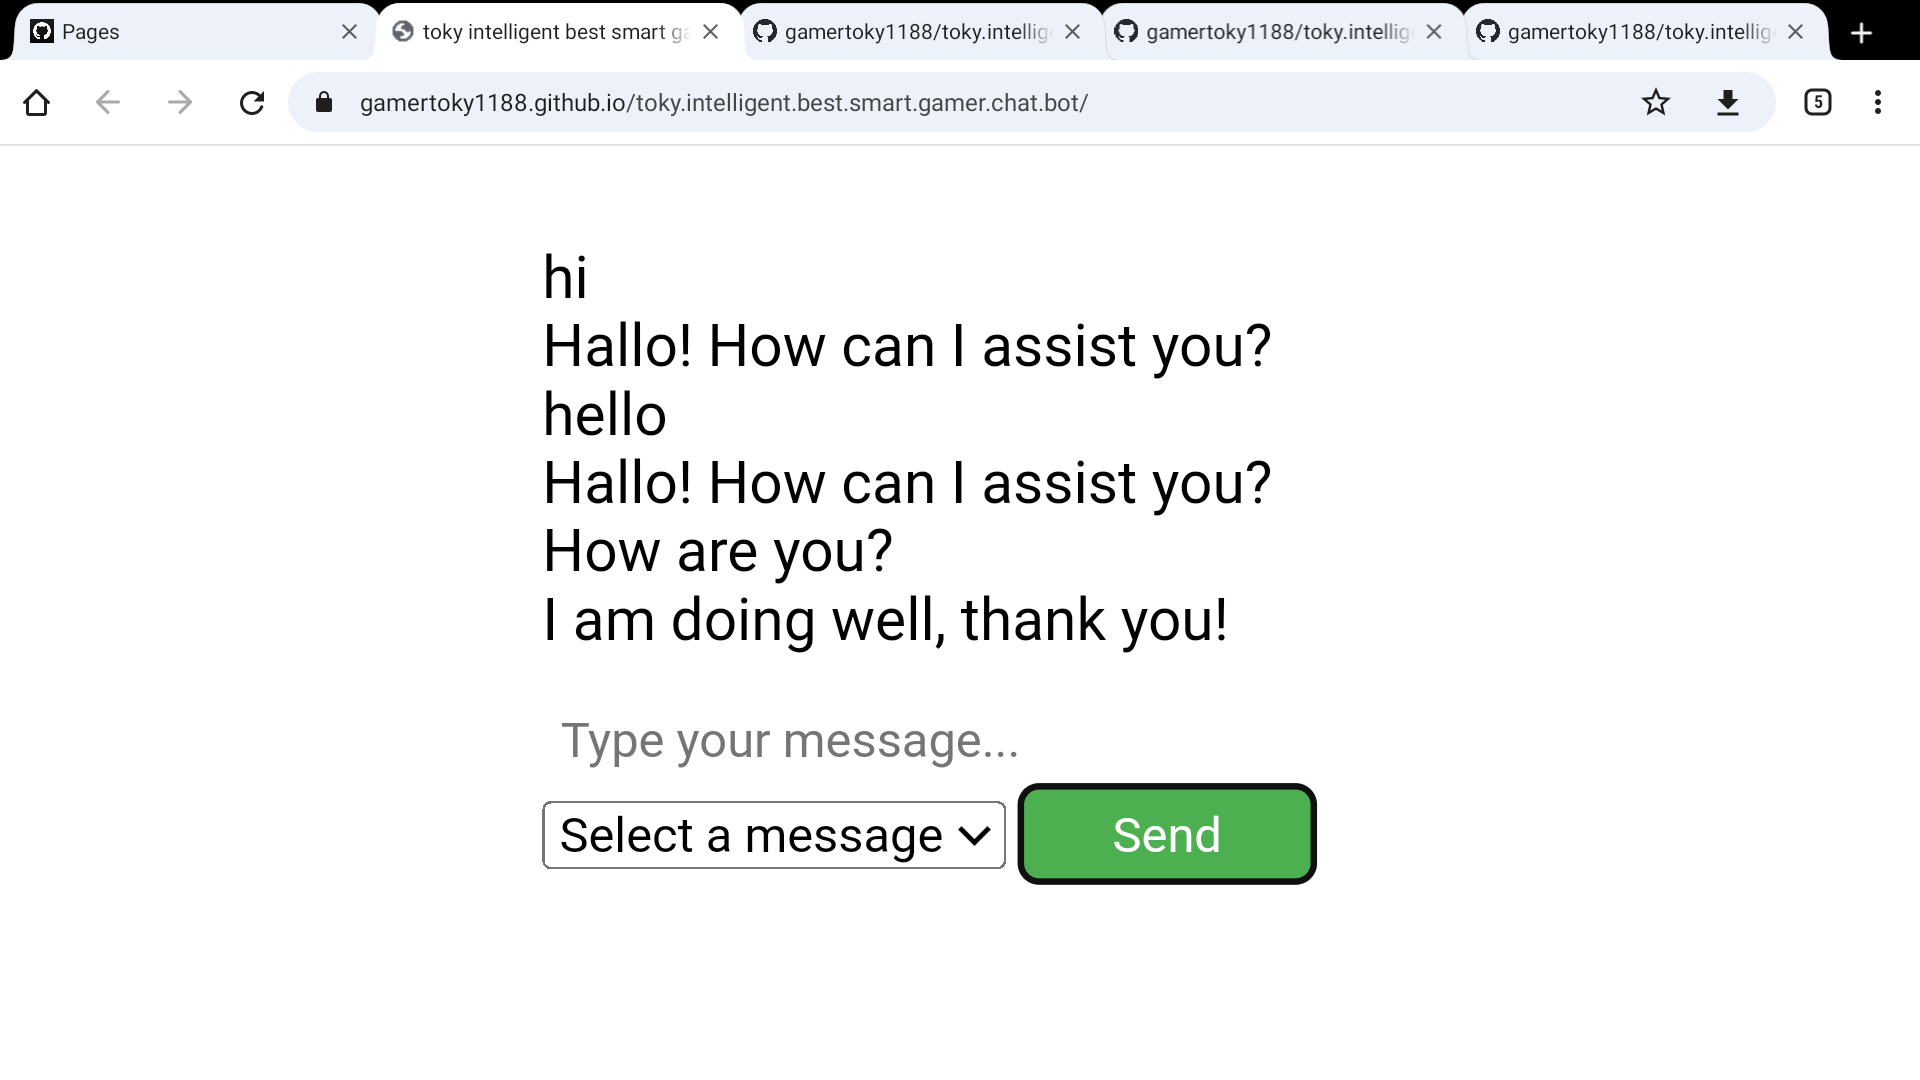 Pages
toky intelligent best smart ga
gamertoky1188/toky.intellig
gamertoky1188/toky.intellig
gamertoky1188/toky.intellig
gamertoky1188.github.io/toky.intelligent.best.smart.gamer.chat.bot/
5
hi
Hallo! How can I assist you?
hello
Hallo! How can I assist you?
How are you?
I am doing well, thank you!
Type your message...
Select a message
Send